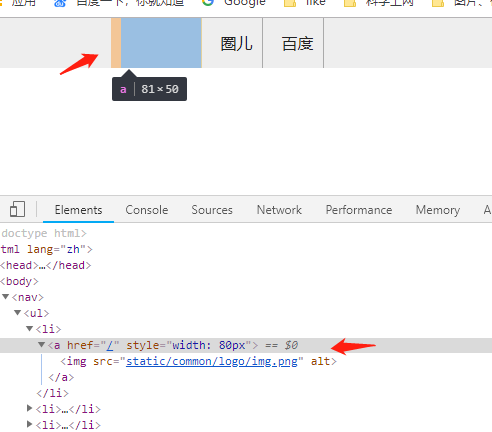 应用 百度一下，你就知道 Google like 科学上网 图片、
圈儿 百度
a 81×50
Elements Console Sources Network Performance Memory A
doctype html>
tml lang="zh">
<head>…</head>
<body>
<nav>
<ul>
<li>
<a href="/" style="width: 80px"> == $0
<img src="static/common/logo/img.png" alt>
</a>
</li>
<li>…</li>
<li>…</li>